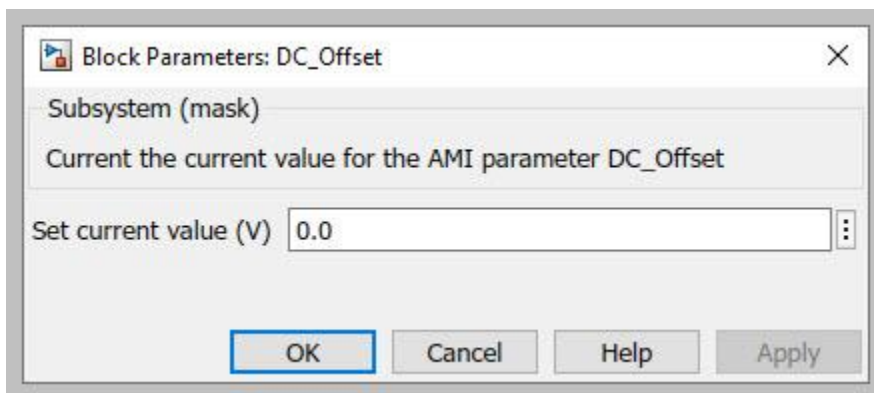 Block Parameters: DC_Offset
Subsystem (mask)
Current the current value for the AMI parameter DC_Offset
Set current value (V) 0.0
OK Cancel Help Apply